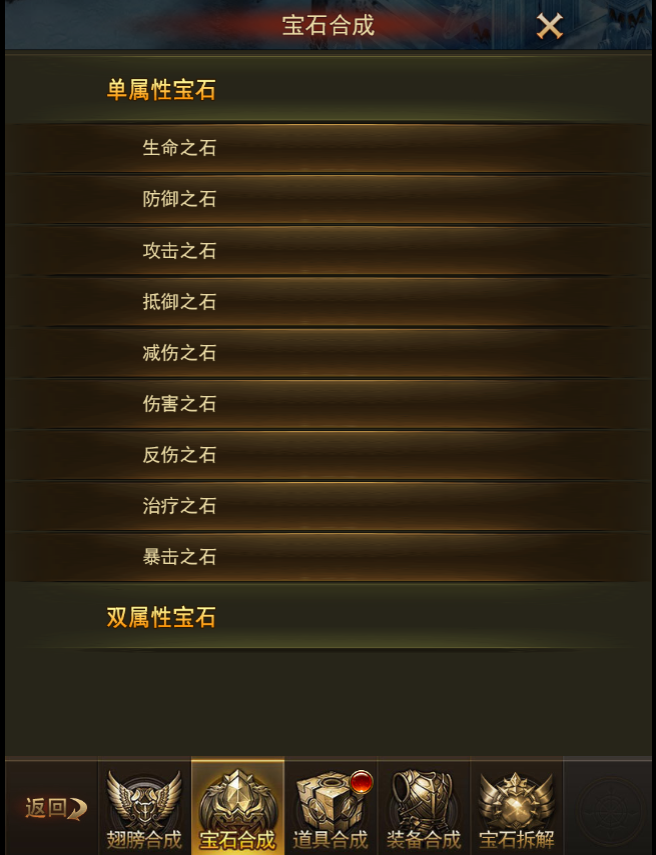 宝石合成
单属性宝石
生命之石
防御之石
攻击之石
抵御之石
减伤之石
伤害之石
反伤之石
治疗之石
暴击之石
双属性宝石
返回
翅膀合成
宝石合成
道具合成
装备合成
宝石拆解